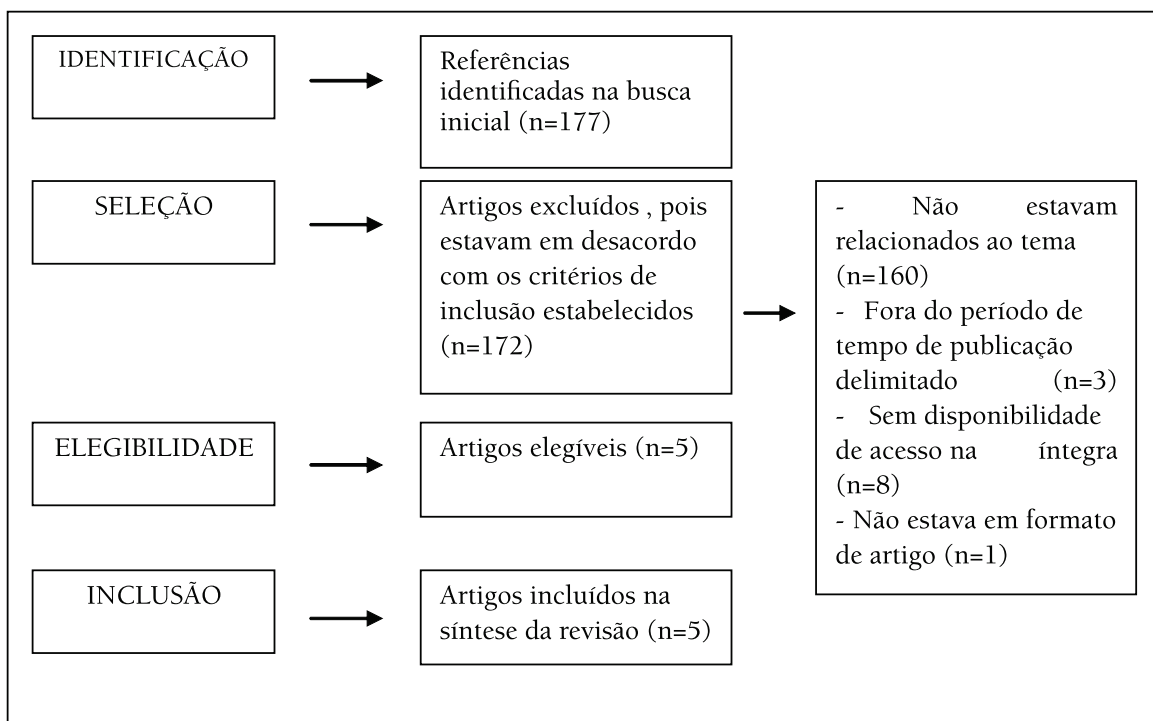 IDENTIFICAÇÃO
Referências
identificadas na busca
inicial (n=177)
SELEÇÃO
Artigos excluídos , pois
estavam em desacordo
com os critérios de
inclusão estabelecidos
(n=172)
- Não estavam
relacionados ao tema
(n=160)
- Fora do período de
tempo de publicação
delimitado (n=3)
- Sem disponibilidade
de acesso na íntegra
(n=8)
- Não estava em formato
de artigo (n=1)
ELEGIBILIDADE
Artigos elegíveis (n=5)
INCLUSÃO
Artigos incluídos na
síntese da revisão (n=5)